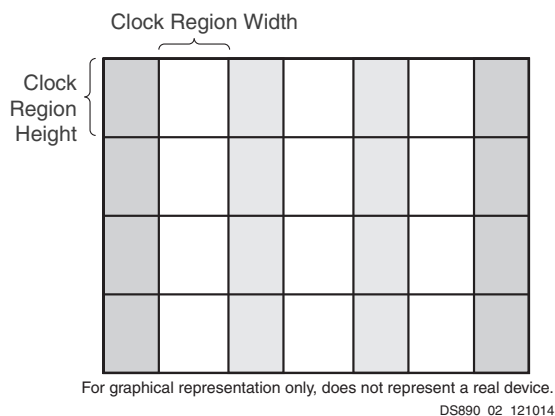 Clock Region Width
Clock
Region
Height
For graphical representation only, does not represent a real device.
DS890_02_121014